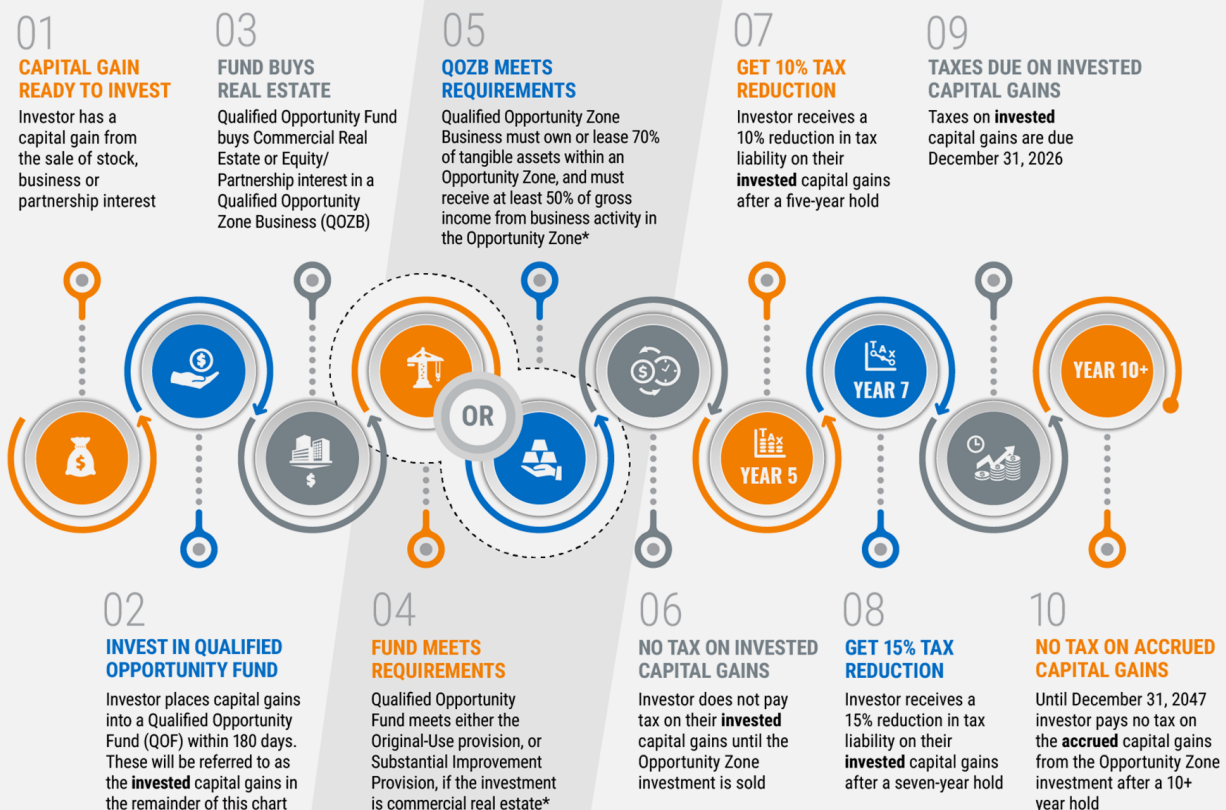 01
CAPITAL GAIN
READY TO INVEST
Investor has a
capital gain from
the sale of stock,
business or
partnership interest
03
FUND BUYS
REAL ESTATE
Qualified Opportunity Fund
buys Commercial Real
Estate or Equity/
Partnership interest in a
Qualified Opportunity
Zone Business (QOZB)
05
QOZB MEETS
REQUIREMENTS
Qualified Opportunity Zone
Business must own or lease 70%
of tangible assets within an
Opportunity Zone, and must
receive at least 50% of gross
income from business activity in
the Opportunity Zone*
07
GET 10% TAX
REDUCTION
Investor receives a
10% reduction in tax
liability on their
invested capital gains
after a five-year hold
09
TAXES DUE ON INVESTED
CAPITAL GAINS
Taxes on invested
capital gains are due
December 31, 2026
$
$
$
OR
$
TAX
YEAR 5
TAX
YEAR 7
YEAR 10+
02
INVEST IN QUALIFIED
OPPORTUNITY FUND
Investor places capital gains
into a Qualified Opportunity
Fund (QOF) within 180 days.
These will be referred to as
the invested capital gains in
the remainder of this chart
04
FUND MEETS
REQUIREMENTS
Qualified Opportunity
Fund meets either the
Original-Use provision, or
Substantial Improvement
Provision, if the investment
is commercial real estate*
06
NO TAX ON INVESTED
CAPITAL GAINS
Investor does not pay
tax on their invested
capital gains until the
Opportunity Zone
investment is sold
08
GET 15% TAX
REDUCTION
Investor receives a
15% reduction in tax
liability on their
invested capital gains
after a seven-year hold
10
NO TAX ON ACCRUED
CAPITAL GAINS
Until December 31, 2047
investor pays no tax on
the accrued capital gains
from the Opportunity Zone
investment after a 10+
year hold